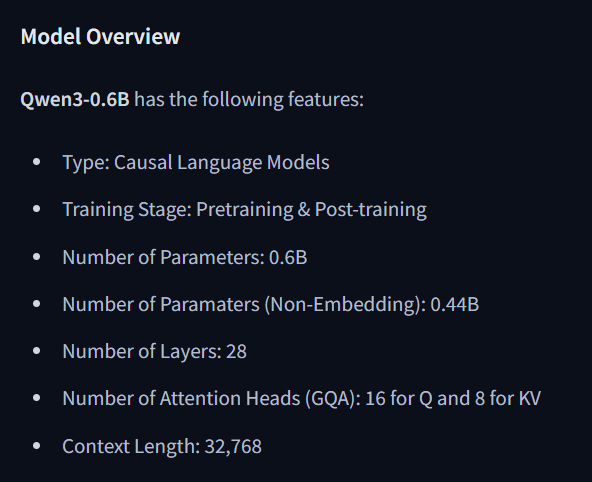 Model Overview
Qwen3-0.6B has the following features:
Type: Causal Language Models
Training Stage: Pretraining & Post-training
Number of Parameters: 0.6B
Number of Paramaters (Non-Embedding): 0.44B
Number of Layers: 28
Number of Attention Heads (GQA): 16 for Q and 8 for KV
Context Length: 32,768